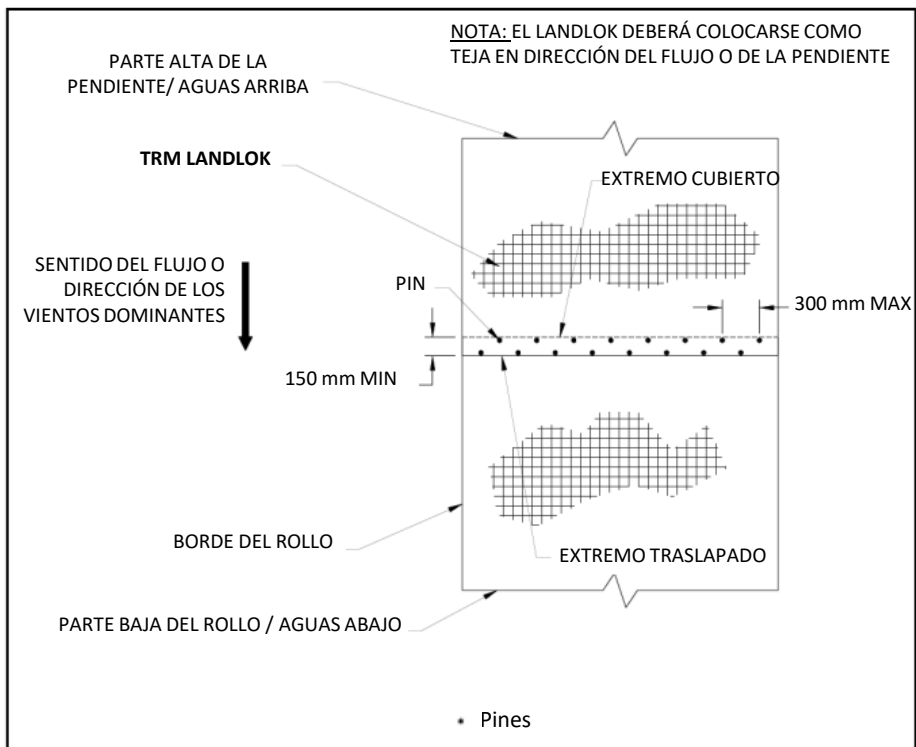 NOTA: EL LANDLOK DEBERÁ COLOCARSE COMO
TEJA EN DIRECCIÓN DEL FLUJO O DE LA PENDIENTE
PARTE ALTA DE LA
PENDIENTE/ AGUAS ARRIBA
TRM LANDLOK
EXTREMO CUBIERTO
SENTIDO DEL FLUJO O
DIRECCIÓN DE LOS
VIENTOS DOMINANTES
PIN
300 mm MAX
150 mm MIN
BORDE DEL ROLLO
EXTREMO TRASLAPADO
PARTE BAJA DEL ROLLO / AGUAS ABAJO
Pines